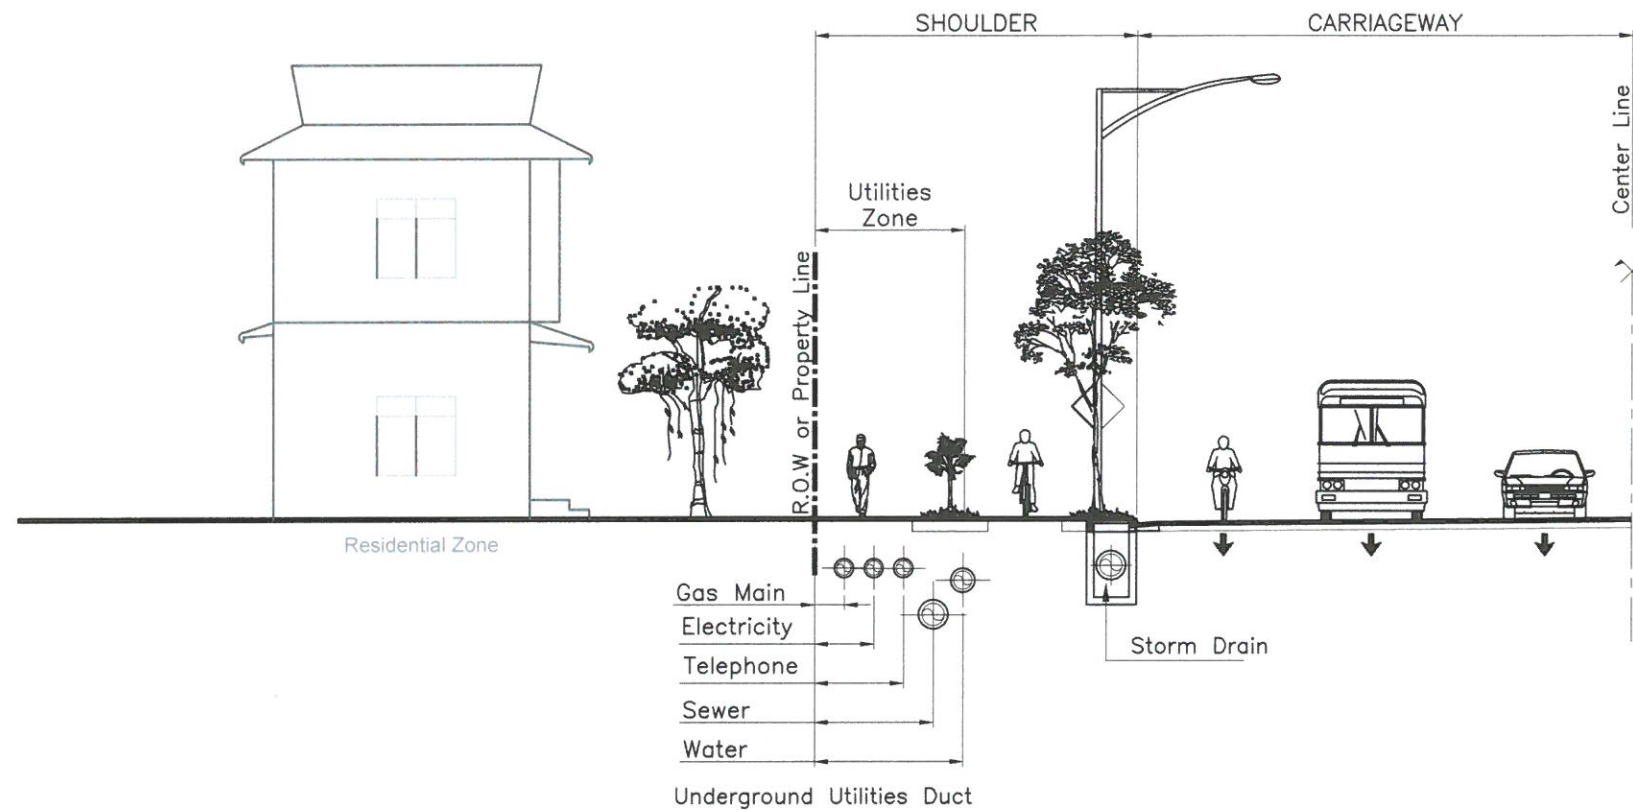 SHOULDER
CARRIAGEWAY
Center Line
Utilities
Zone
R.O.W or Property Line
Residential Zone
Gas Main
Electricity
Telephone
Sewer
Water
Storm Drain
Underground Utilities Duct